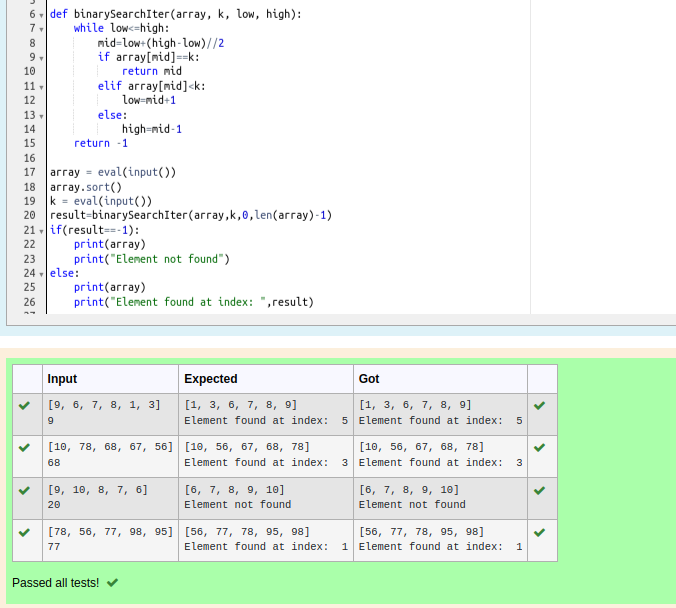 6 def binarySearchIter(array, k, low, high):
7 while low<=high:
8 mid=low+(high-low)//2
9 if array[mid]==k:
10 return mid
11 elif array[mid]<k:
12 low=mid+1
13 else:
14 high=mid-1
15 return -1
16
17 array = eval(input())
18 array.sort()
19 k = eval(input())
20 result=binarySearchIter(array,k,0,len(array)-1)
21 if(result==-1):
22 print(array)
23 print("Element not found")
24 else:
25 print(array)
26 print("Element found at index: ",result)
Input Expected Got
[9, 6, 7, 8, 1, 3] [1, 3, 6, 7, 8, 9] [1, 3, 6, 7, 8, 9]
9 Element found at index:  5 Element found at index:  5
[10, 78, 68, 67, 56] [10, 56, 67, 68, 78] [10, 56, 67, 68, 78]
68 Element found at index:  3 Element found at index:  3
[9, 10, 8, 7, 6] [6, 7, 8, 9, 10] [6, 7, 8, 9, 10]
20 Element not found Element not found
[78, 56, 77, 98, 95] [56, 77, 78, 95, 98] [56, 77, 78, 95, 98]
77 Element found at index:  1 Element found at index:  1
Passed all tests!